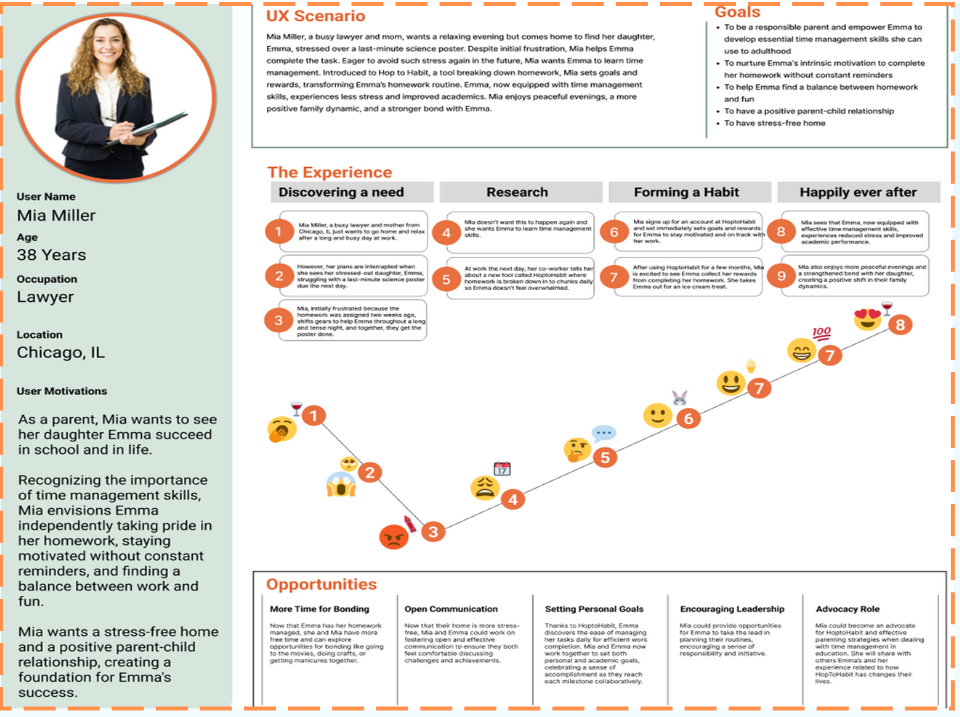 User Name
Mia Miller
Age
38 Years
Occupation
Lawyer
Location
Chicago, IL
User Motivations
As a parent, Mia wants to see
her daughter Emma succeed
in school and in life.
Recognizing the importance
of time management skills,
Mia envisions Emma
independently taking pride in
her homework, staying
motivated without constant
reminders, and finding a
balance between work and
fun.
Mia wants a stress-free home
and a positive parent-child
relationship, creating a
foundation for Emma's
success.
UX Scenario
Mia Miller, a busy lawyer and mom, wants a relaxing evening but comes home to find her daughter,
Emma, stressed over a last-minute science poster. Despite initial frustration, Mia helps Emma
complete the task. Eager to avoid such stress again in the future, Mia wants Emma to learn time
management. Introduced to Hop to Habit, a tool breaking down homework, Mia sets goals and
rewards, transforming Emma's homework routine. Emma, now equipped with time management
skills, experiences less stress and improved academics. Mia enjoys peaceful evenings, a more
positive family dynamic, and a stronger bond with Emma.
Goals
• To be a responsible parent and empower Emma to
develop essential time management skills she can
use to adulthood
• To nurture Emma's intrinsic motivation to complete
her homework without constant reminders
• To help Emma find a balance between homework
and fun
• To have a positive parent-child relationship
• To have stress-free home
The Experience
Discovering a need
1
Mia Miller, a busy lawyer and mother from
Chicago, IL just wants to go home and relax
after a long and busy day at work.
2
However, her plans are interrupted when
she sees her stressed-out daughter, Emma,
struggling with a last-minute science poster
due the next day.
3
Mia, initially frustrated because the
homework was assigned two weeks ago,
shifts gears to help Emma throughout a long
and tense night, and together, they get the
poster done.
Research
4
Mia doesn't want this to happen again and
she wants Emma to learn time management
skills.
5
At work the next day, her co-worker tells her
about a new tool called HoptoHabit where
homework is broken down in to chunks daily
so Emma doesn't feel overwhelmed.
Forming a Habit
6
Mia signs up for an account at HoptoHabit
and set immediately sets goals and rewards
for Emma to stay motivated and on track with
her work.
7
After using HoptoHabit for a few months, Mia
is excited to see Emma collect her rewards
from completing her homework. She takes
Emma out for an ice cream treat.
Happily ever after
8
Mia sees that Emma, now equipped with
effective time management skills,
experiences reduced stress and improved
academic performance.
9
Mia also enjoys more peaceful evenings and
a strengthened bond with her daughter,
creating a positive shift in their family
dynamics.
1
2
3
4
17
5
6
7
100
7
8
Opportunities
More Time for Bonding
Now that Emma has her homework
managed, she and Mia have more
free time and can explore
opportunities for bonding like going
to the movies, doing crafts, or
getting manicures together.
Open Communication
Now that their home is more stress-
free, Mia and Emma could work on
fostering open and effective
communication to ensure they both
feel comfortable discussing
challenges and achievements.
Setting Personal Goals
Thanks to HoptoHabit, Emma
discovers the ease of managing
her tasks daily for efficient work
completion. Mia and Emma now
work together to set both
personal and academic goals,
celebrating a sense of
accomplishment as they reach
each milestone collaboratively.
Encouraging Leadership
Mia could provide opportunities
for Emma to take the lead in
planning their routines,
encouraging a sense of
responsibility and initiative.
Advocacy Role
Mia could become an advocate
for HoptoHabit and effective
parenting strategies when dealing
with time management in
education. She will share with
others Emma's and her
experience related to how
HopToHabit has changes their
lives.